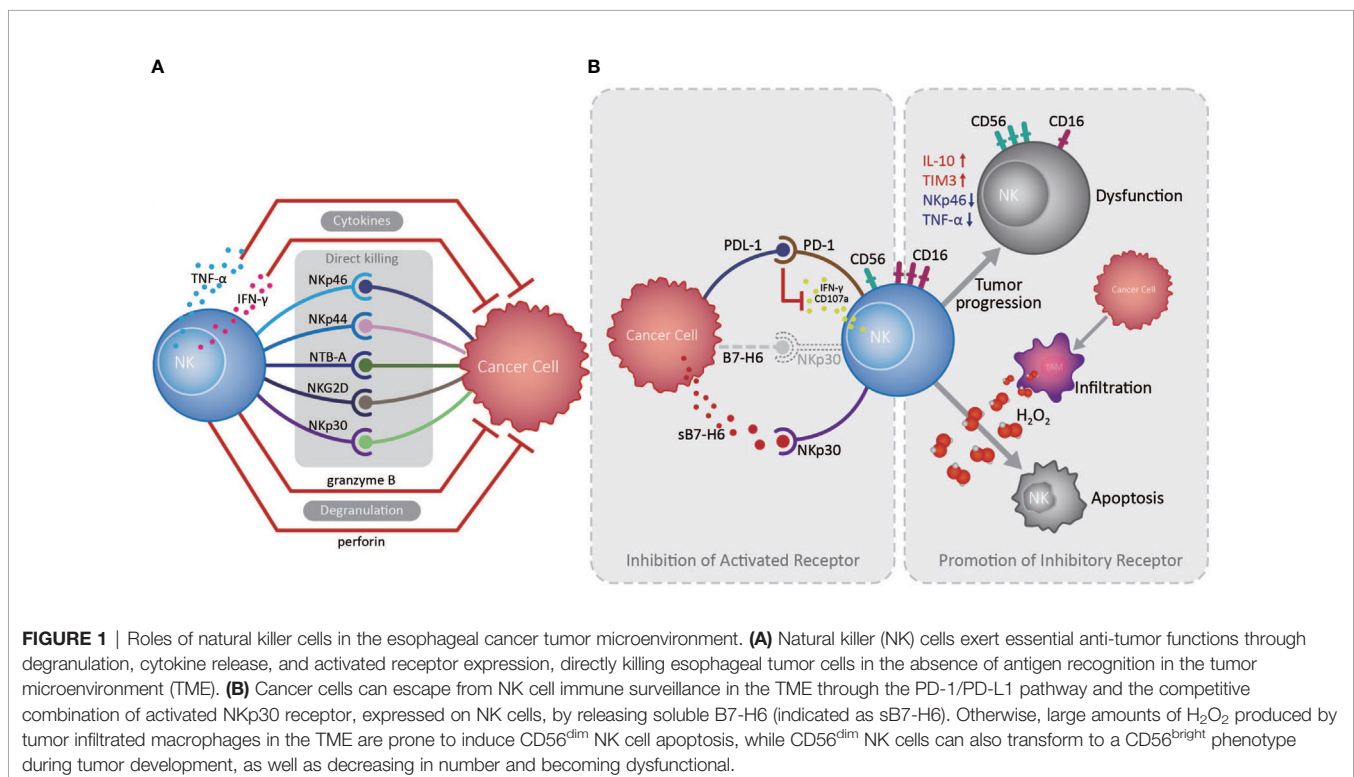 A
Cytokines
Direct killing
TNF-α
IFN-γ
NKp46
NKp44
NTB-A
NKG2D
NKp30
NK
Cancer Cell
granzyme B
Degranulation
perforin
B
PDL-1
PD-1
IFN-γ
CD107a
CD56
CD16
Cancer Cell
NK
B7-H6
NKp30
sB7-H6
NKp30
Inhibition of Activated Receptor
CD56
CD16
IL-10 ↑
TIM3 ↑
NKp46 ↓
TNF-α ↓
NK
Dysfunction
Tumor
progression
Cancer Cell
TAM
Infiltration
H₂O₂
NK
Apoptosis
Promotion of Inhibitory Receptor
FIGURE 1 | Roles of natural killer cells in the esophageal cancer tumor microenvironment. (A) Natural killer (NK) cells exert essential anti-tumor functions through
degranulation, cytokine release, and activated receptor expression, directly killing esophageal tumor cells in the absence of antigen recognition in the tumor
microenvironment (TME). (B) Cancer cells can escape from NK cell immune surveillance in the TME through the PD-1/PD-L1 pathway and the competitive
combination of activated NKp30 receptor, expressed on NK cells, by releasing soluble B7-H6 (indicated as sB7-H6). Otherwise, large amounts of H₂O₂ produced by
tumor infiltrated macrophages in the TME are prone to induce CD56dim NK cell apoptosis, while CD56dim NK cells can also transform to a CD56bright phenotype
during tumor development, as well as decreasing in number and becoming dysfunctional.